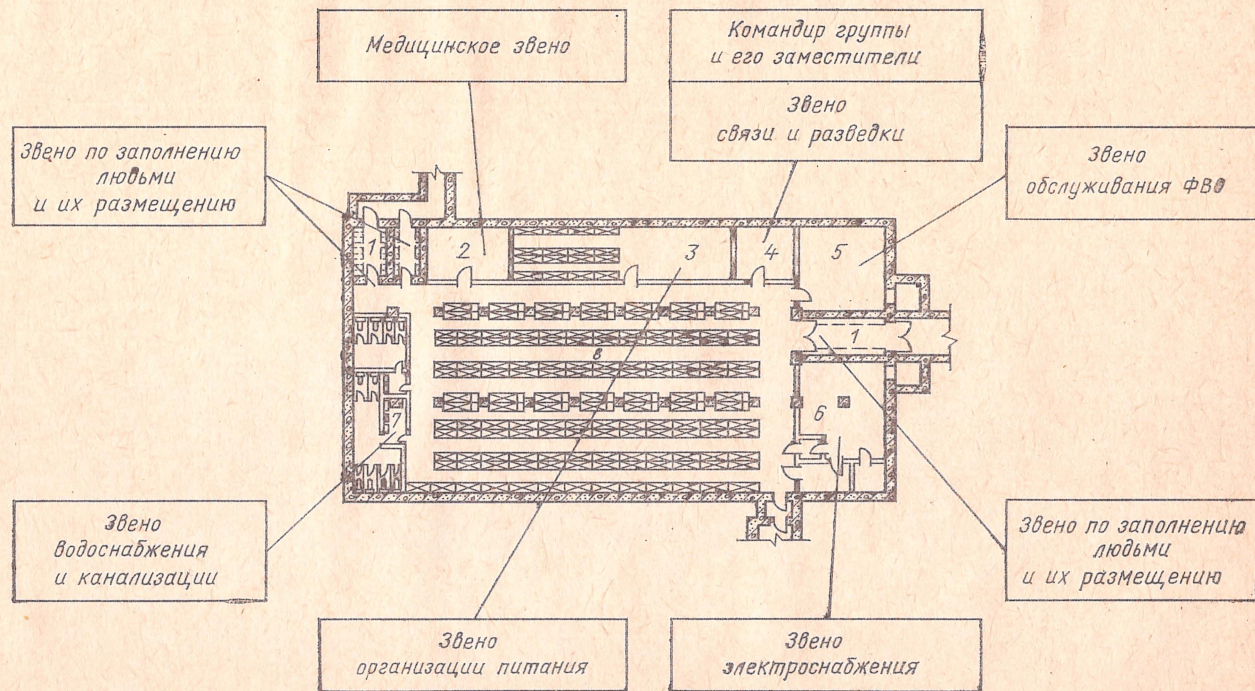 Медицинское звено
Командир группы
и его заместители
Звено
связи и разведки
Звено по заполнению
людьми
и их размещению
Звено
обслуживания ФВО
1
2
3
4
5
8
1
6
7
Звено
водоснабжения
и канализации
Звено по заполнению
людьми
и их размещению
Звено
организации питания
Звено
электроснабжения